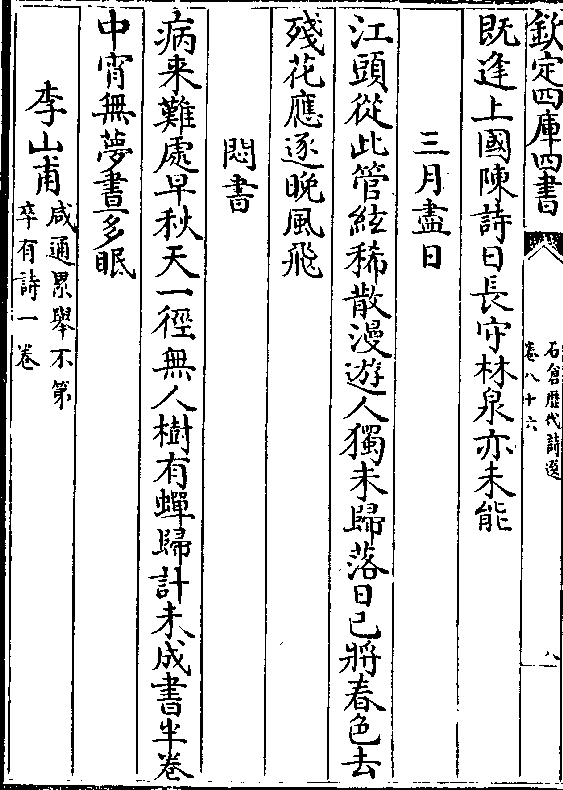 欽定四庫四書
石倉歴代詩選
卷八十六
八
既逢上國陳詩日長守林泉亦未能
三月盡日
江頭從此管絃稀散漫遊人獨未歸落日已將春色去
殘花應逐晚風飛
悶書
病来難處早秋天一徑無人樹有蟬歸計未成書半卷
中宵無夢晝多眠
李山甫
咸通累舉不第
卒有詩一卷